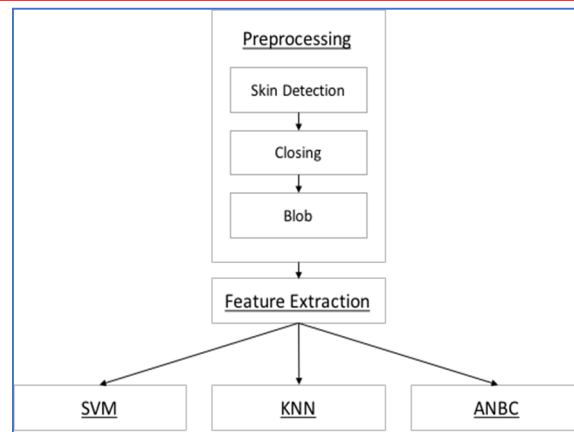 Preprocessing
Skin Detection
Closing
Blob
Feature Extraction
SVM
KNN
ANBC